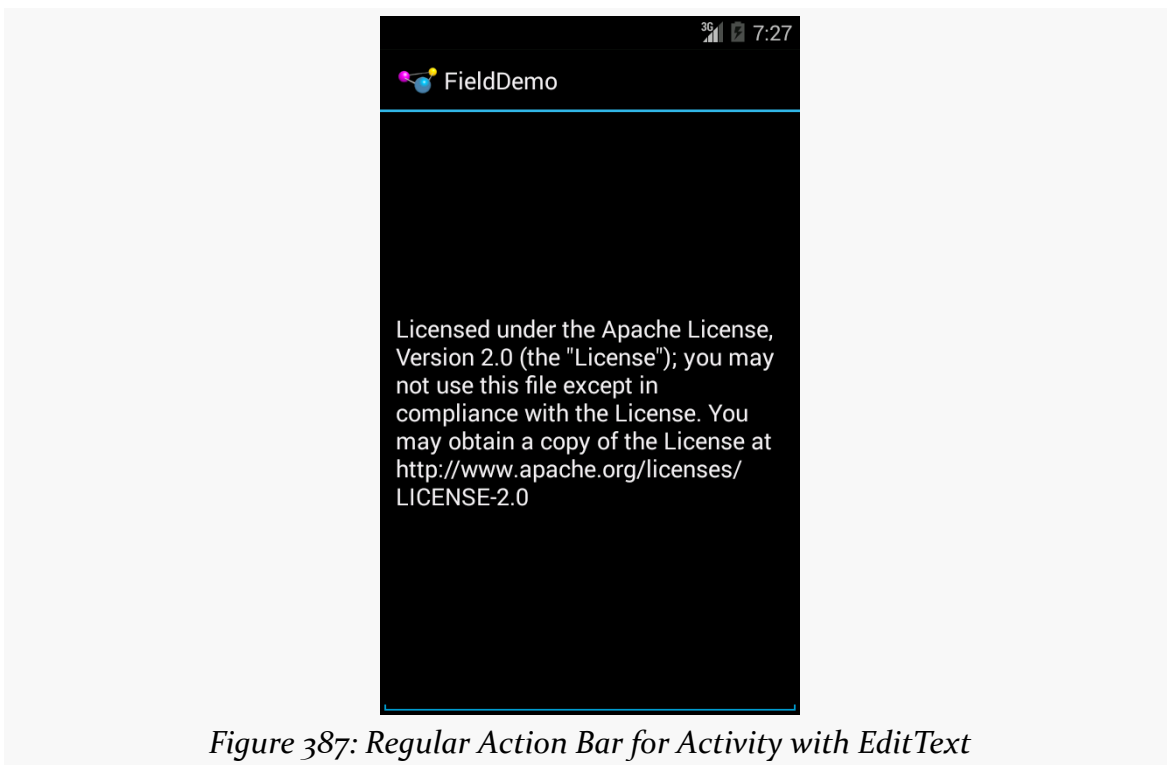 3G 7:27
FieldDemo
Licensed under the Apache License,
Version 2.0 (the "License"); you may
not use this file except in
compliance with the License. You
may obtain a copy of the License at
http://www.apache.org/licenses/
LICENSE-2.0
Figure 387: Regular Action Bar for Activity with EditText